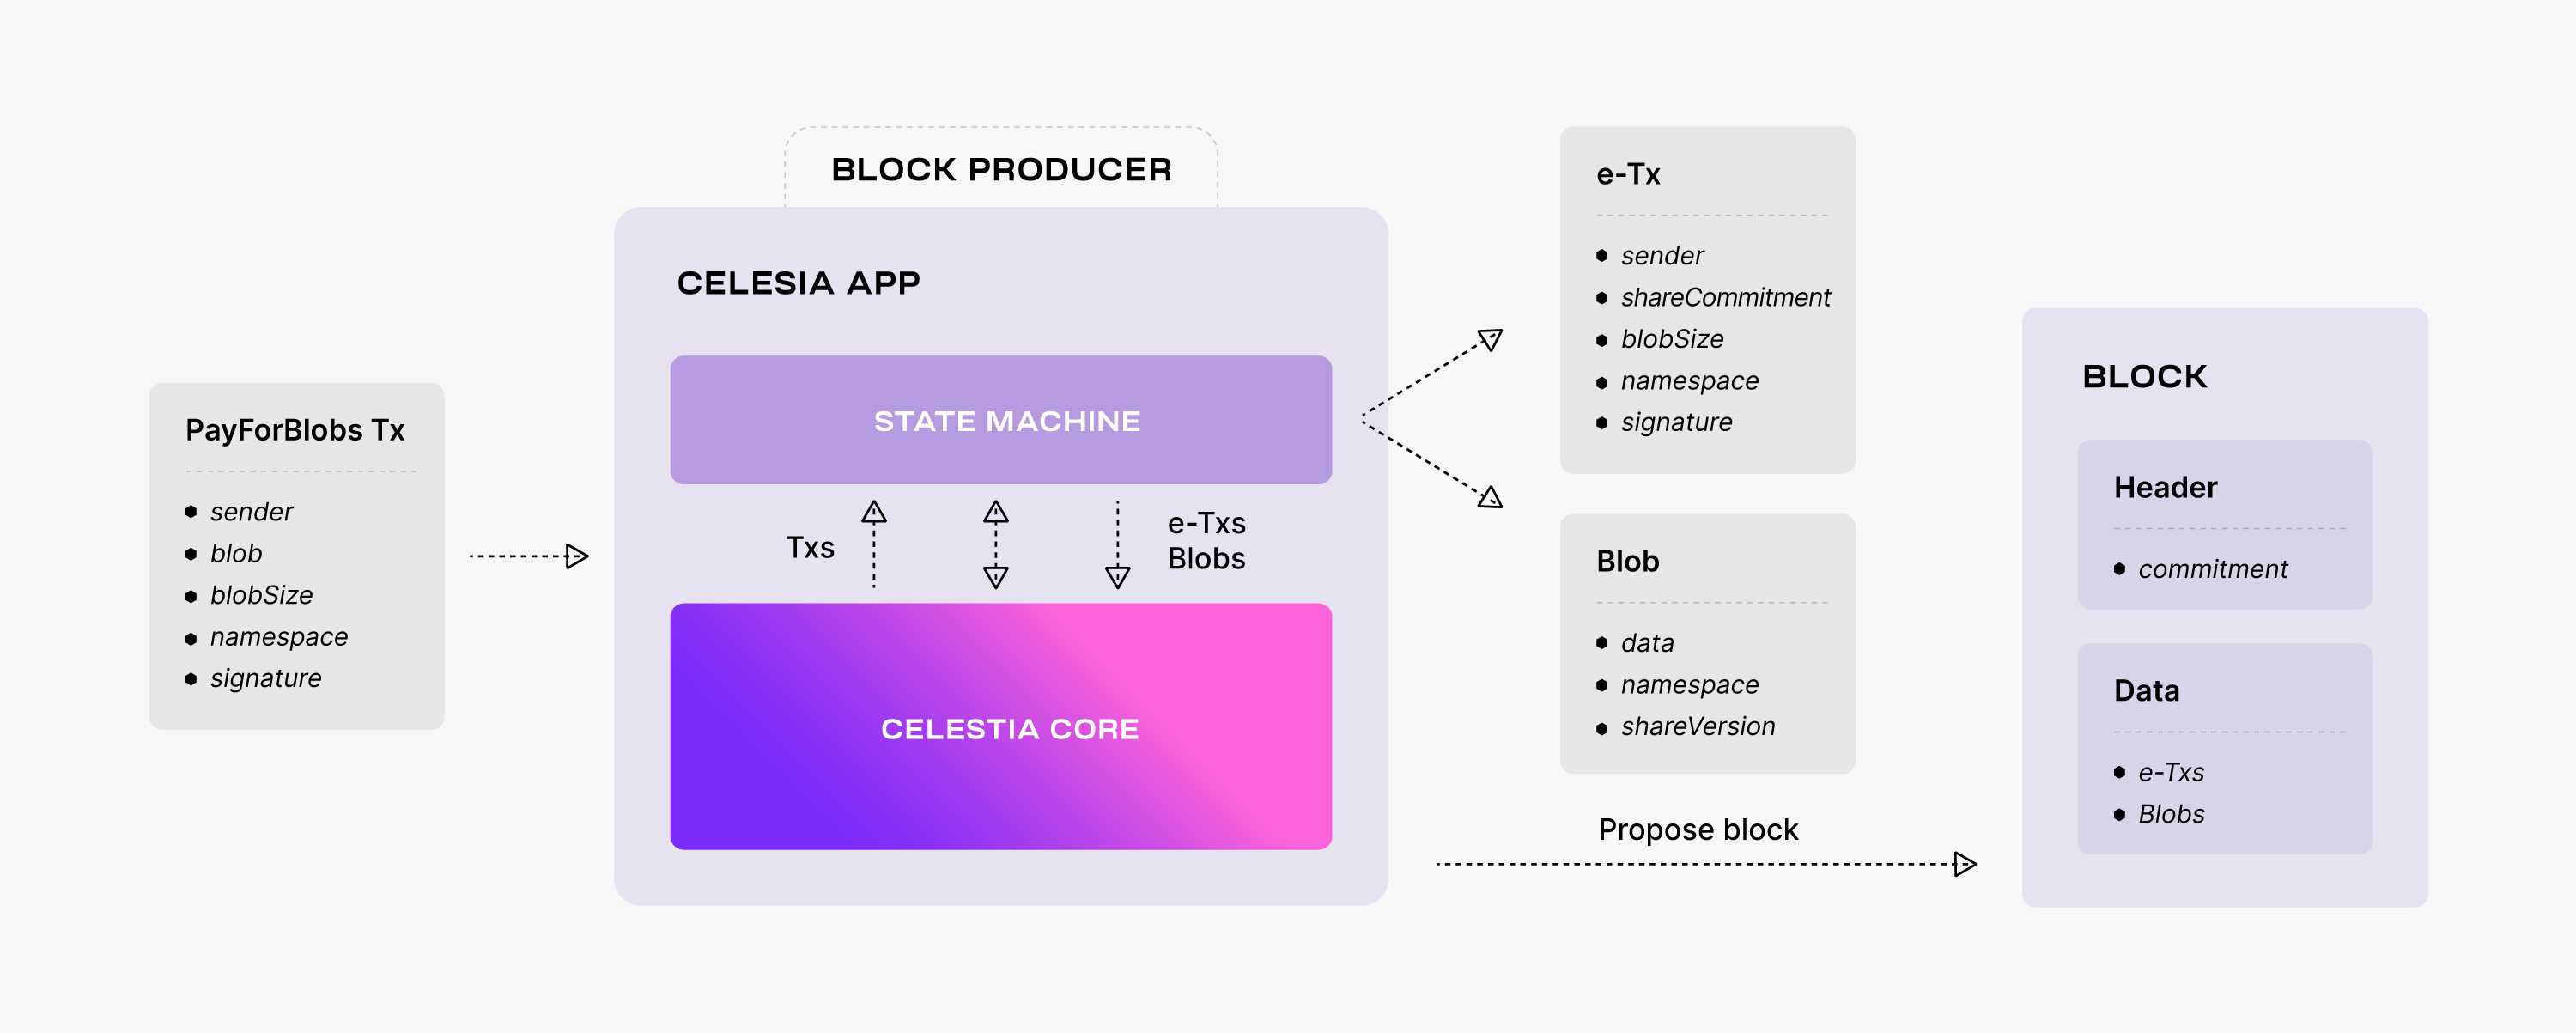 PayForBlobs Tx
sender
blob
blobSize
namespace
signature
BLOCK PRODUCER
CELESIA APP
STATE MACHINE
Txs
e-Txs
Blobs
CELESTIA CORE
e-Tx
sender
shareCommitment
blobSize
namespace
signature
Blob
data
namespace
shareVersion
Propose block
BLOCK
Header
commitment
Data
e-Txs
Blobs